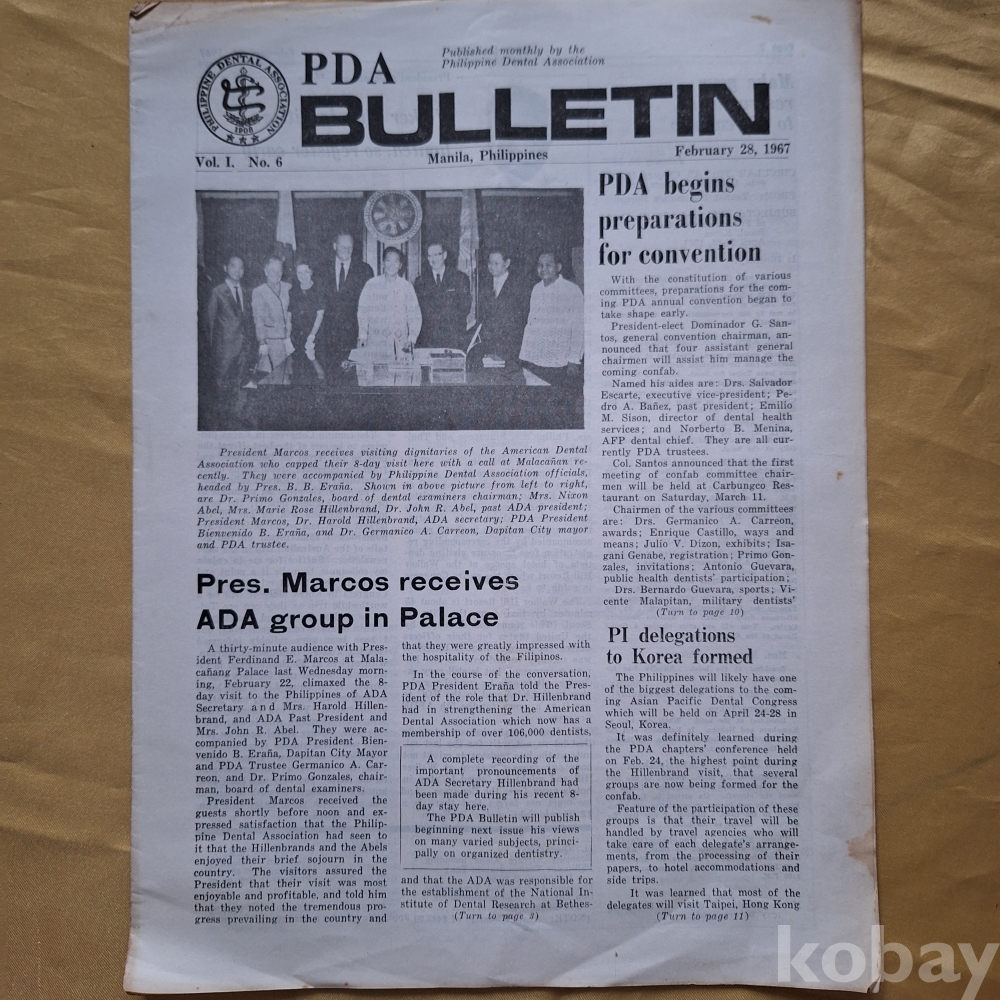 PHILIPPINE DENTAL ASSOCIATION
1908
PDA
Published monthly by the
Philippine Dental Association
BULLETIN
Vol. I. No. 6
Manila, Philippines
February 28, 1967
President Marcos receives visiting dignitaries of the American Dental
Association who capped their 8-day visit here with a call at Malacañan re-
cently. They were accompanied by Philippine Dental Association officials,
headed by Pres. B. B. Eraña. Shown in above picture from left to right,
are Dr. Primo Gonzales, board of dental examiners chairman; Mrs. Nixon
Abel, Mrs. Marie Rose Hillenbrand, Dr. John R. Abel, past ADA president;
President Marcos, Dr. Harold Hillenbrand, ADA secretary; PDA President
Bienvenido B. Eraña, and Dr. Germanico A. Carreon, Dapitan City mayor
and PDA trustee.
Pres. Marcos receives
ADA group in Palace
A thirty-minute audience with Pres-
ident Ferdinand E. Marcos at Mala-
cañang Palace last Wednesday morn-
ing, February 22, climaxed the 8-
day visit to the Philippines of ADA
Secretary and Mrs. Harold Hillen-
brand, and ADA Past President and
Mrs. John R. Abel. They were ac-
companied by PDA President Bien-
venido B. Eraña, Dapitan City Mayor
and PDA Trustee Germanico A. Car-
reon, and Dr. Primo Gonzales, chair-
man, board of dental examiners.
President Marcos received the
guests shortly before noon and ex-
pressed satisfaction that the Philip-
pine Dental Association had seen to
it that the Hillenbrands and the Abels
enjoyed their brief sojourn in the
country. The visitors assured the
President that their visit was most
enjoyable and profitable, and told him
that they noted the tremendous pro-
gress prevailing in the country and
that they were greatly impressed with
the hospitality of the Filipinos.
In the course of the conversation,
PDA President Eraña told the Pres-
ident of the role that Dr. Hillenbrand
had in strengthening the American
Dental Association which now has a
membership of over 106,000 dentists,
A complete recording of the
important pronouncements of
ADA Secretary Hillenbrand had
been made during his recent 8-
day stay here.
The PDA Bulletin will publish
beginning next issue his views
on many varied subjects, princi-
pally on organized dentistry.
and that the ADA was responsible for
the establishment of the National In-
stitute of Dental Research at Bethes-
(Turn to page 3)
PDA begins
preparations
for convention
With the constitution of various
committees, preparations for the com-
ing PDA annual convention began to
take shape early.
President-elect Dominador G. San-
tos, general convention chairman, an-
nounced that four assistant general
chairmen will assist him manage the
coming confab.
Named his aides are: Drs. Salvador
Escarte, executive vice-president; Pe-
dro A. Bañez, past president; Emilio
M. Sison, director of dental health
services; and Norberto B. Menina,
AFP dental chief. They are all cur-
rently PDA trustees.
Col. Santos announced that the first
meeting of confab committee chair-
men will be held at Carbungco Res-
taurant on Saturday, March 11.
Chairmen of the various committees
are: Drs. Germanico A. Carreon,
awards; Enrique Castillo, ways and
means; Julio V. Dizon, exhibits; Isa-
gani Genabe, registration; Primo Gon-
zales, invitations; Antonio Guevara,
public health dentists' participation;
Drs. Bernardo Guevara, sports; Vi-
cente Malapitan, military dentists'
(Turn to page 10)
PI delegations
to Korea formed
The Philippines will likely have one
of the biggest delegations to the com-
ing Asian Pacific Dental Congress
which will be held on April 24-28 in
Seoul, Korea.
It was definitely learned during
the PDA chapters' conference held
on Feb. 24, the highest point during
the Hillenbrand visit, that several
groups are now being formed for the
confab.
Feature of the participation of these
groups is that their travel will be
handled by travel agencies who will
take care of each delegate's arrange-
ments, from the processing of their
papers, to hotel accommodations and
side trips.
It was learned that most of the
delegates will visit Taipei, Hong Kong
(Turn to page 11)
kobay